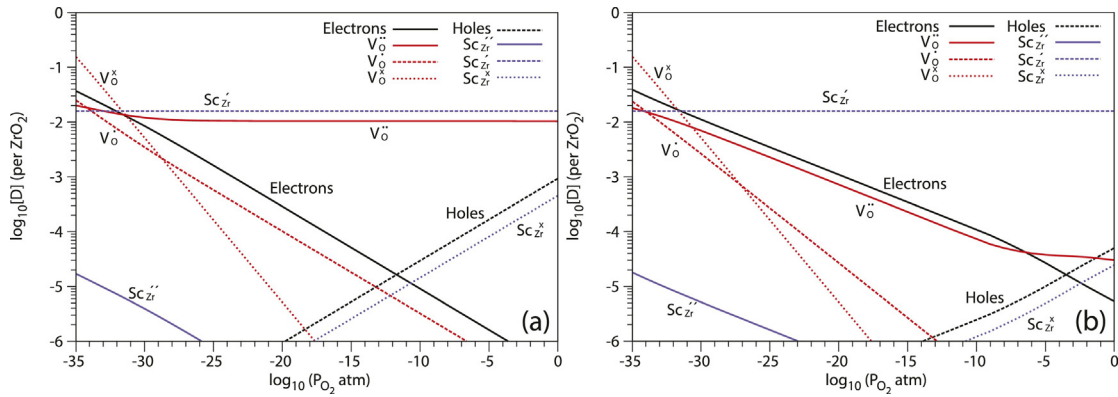 Electrons Holes
V_O^¨ Sc_Zr^′′
V_O^˙ Sc_Zr^′
V_O^x Sc_Zr^x
V_O^x
Sc_Zr^′
V_O^¨
V_O^˙
Electrons
Holes
Sc_Zr^x
Sc_Zr^′′
(a)
0
-1
-2
-3
-4
-5
-6
log10[D] (per ZrO2)
-35 -30 -25 -20 -15 -10 -5 0
log10 (PO2 atm)
Electrons Holes
V_O^¨ Sc_Zr^′′
V_O^˙ Sc_Zr^′
V_O^x Sc_Zr^x
V_O^x
Sc_Zr^′
V_O^˙
Electrons
V_O^¨
Holes
Sc_Zr^x
Sc_Zr^′′
(b)
0
-1
-2
-3
-4
-5
-6
log10[D] (per ZrO2)
-35 -30 -25 -20 -15 -10 -5 0
log10 (PO2 atm)